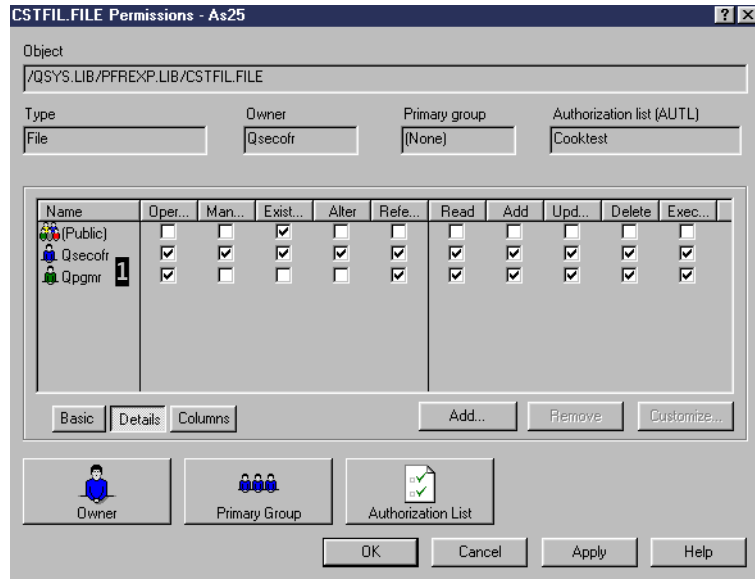 CSTFIL.FILE Permissions - As25
Object
/QSYS.LIB/PFREXP.LIB/CSTFIL.FILE
Type Owner Primary group Authorization list (AUTL)
File Qsecofr (None) Cooktest
Name Oper... Man... Exist... Alter Refe... Read Add Upd... Delete Exec...
(Public)
Qsecofr
1 Qpgmr
Basic Details Columns Add... Remove Customize...
Owner Primary Group Authorization List
OK Cancel Apply Help